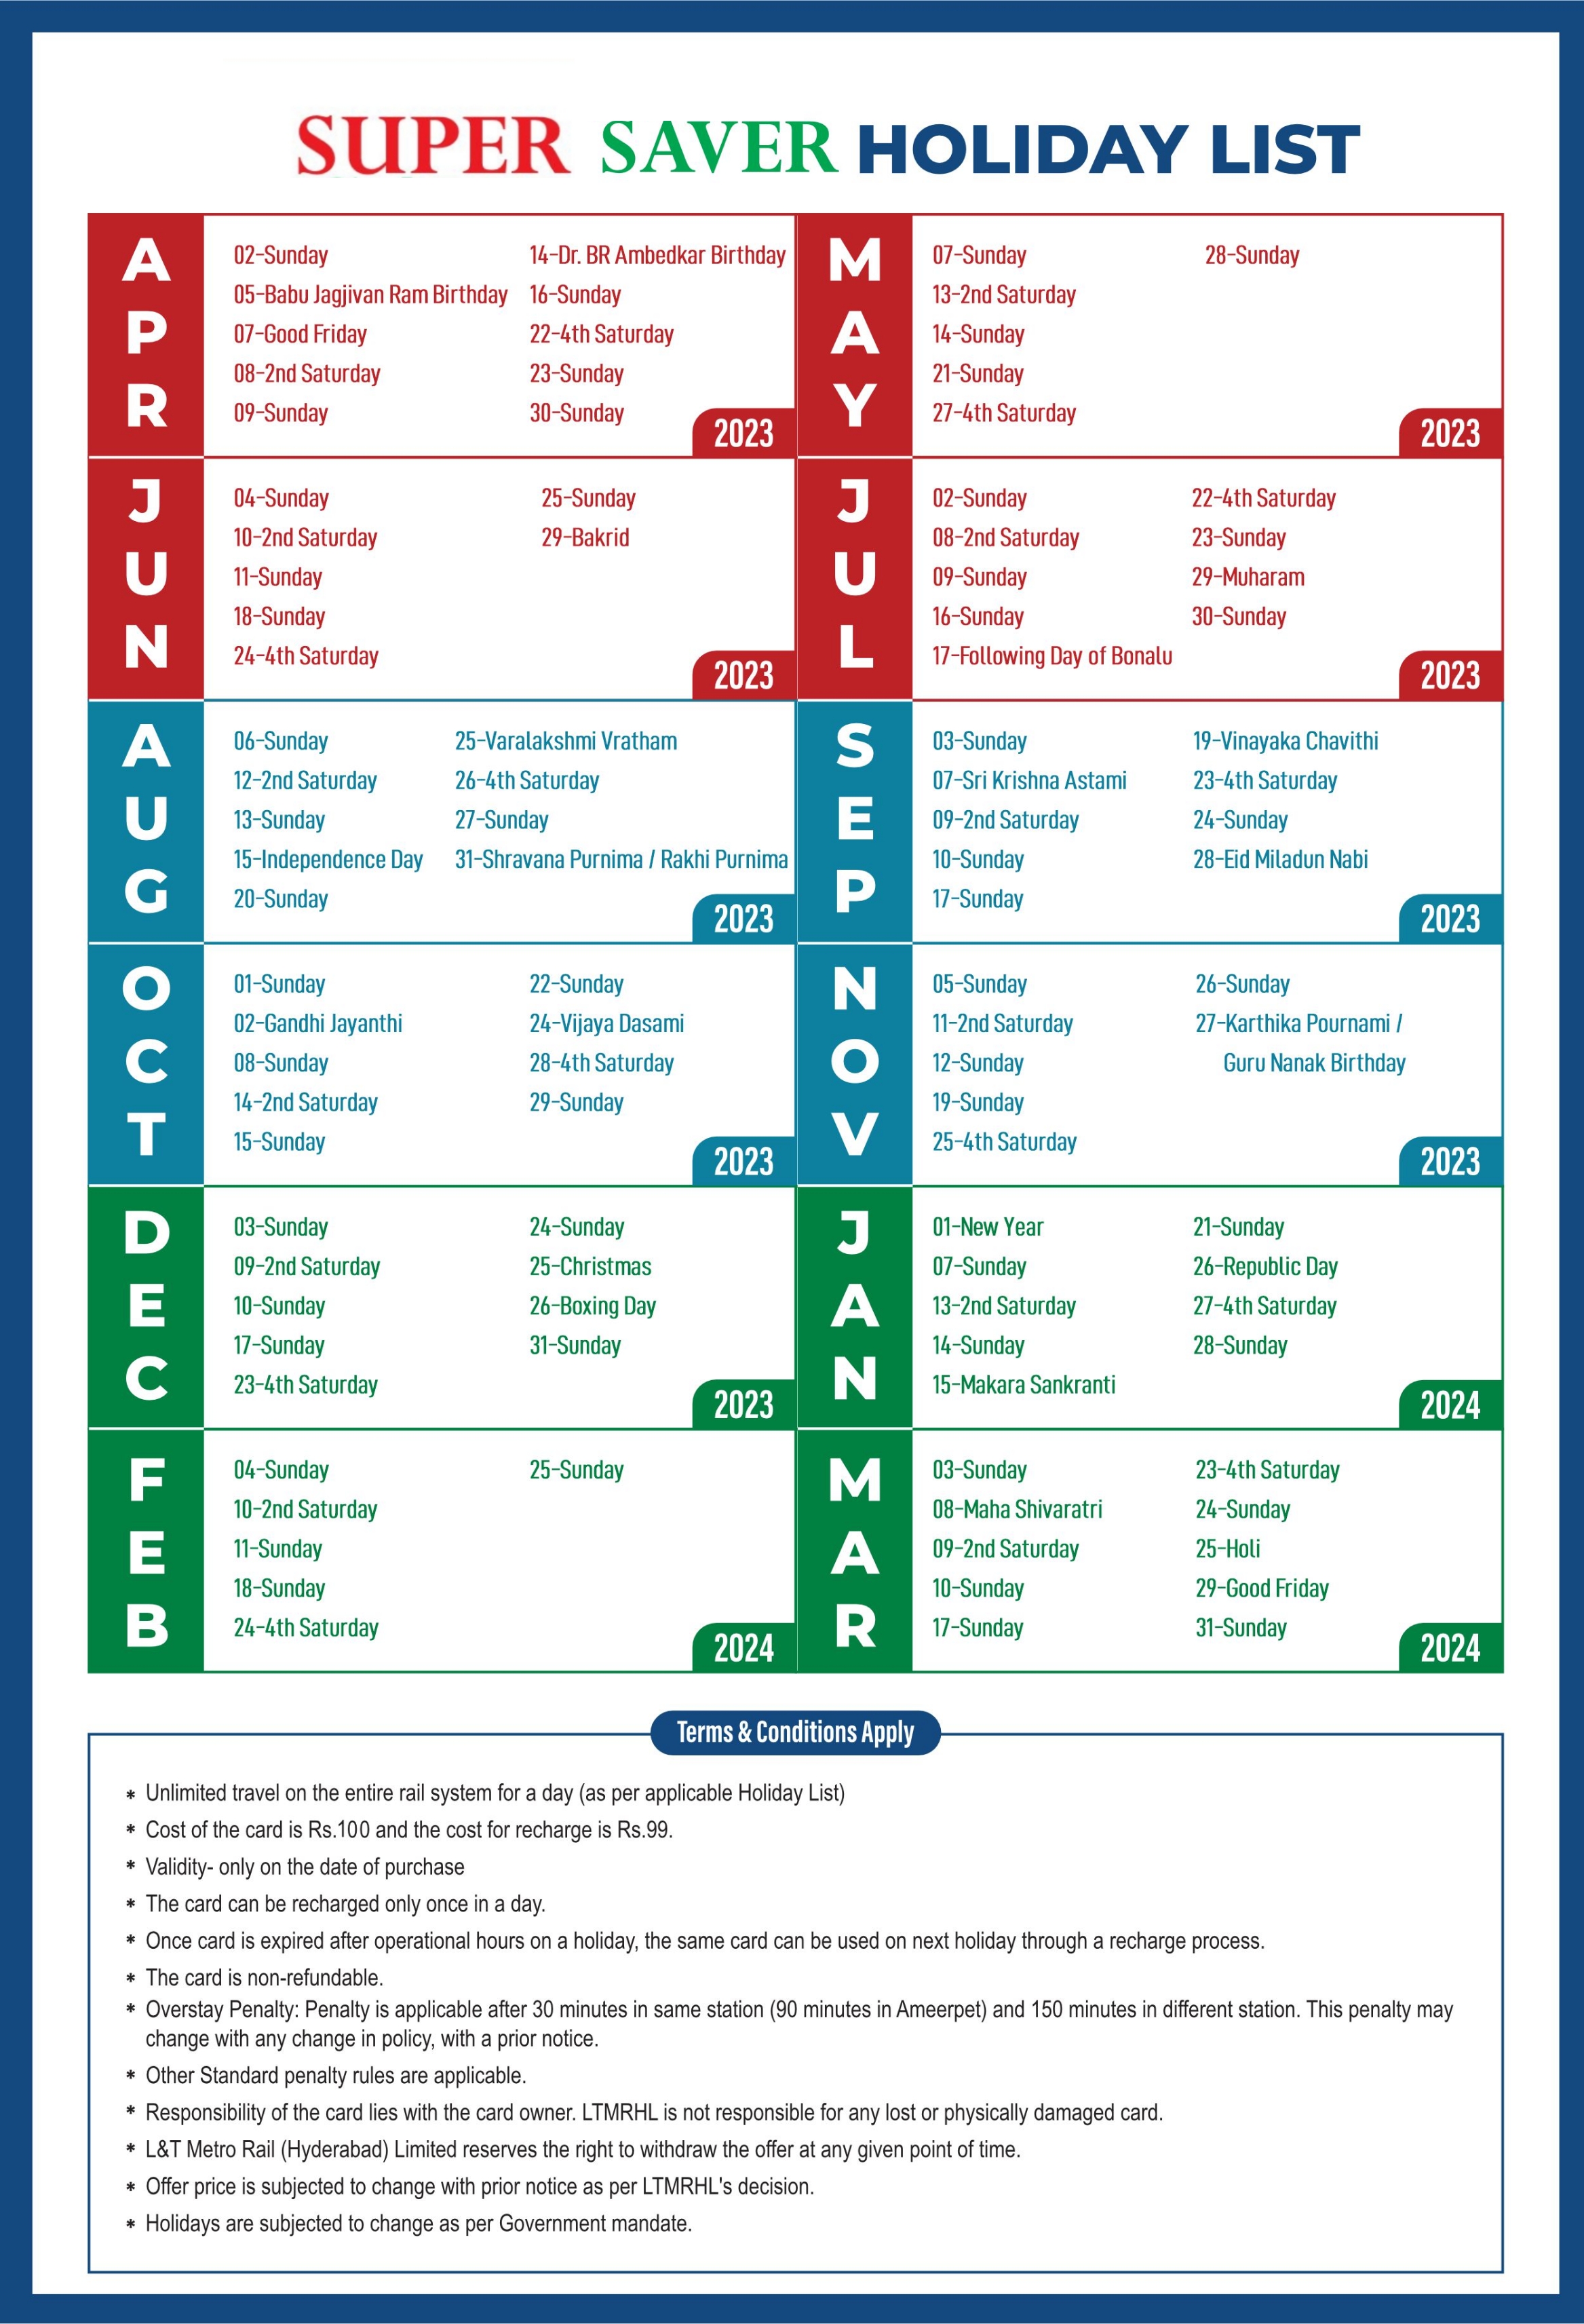 SUPER SAVER HOLIDAY LIST
APR
02-Sunday
05-Babu Jagjivan Ram Birthday
07-Good Friday
08-2nd Saturday
09-Sunday
14-Dr. BR Ambedkar Birthday
16-Sunday
22-4th Saturday
23-Sunday
30-Sunday
2023
MAY
07-Sunday
13-2nd Saturday
14-Sunday
21-Sunday
27-4th Saturday
28-Sunday
2023
JUN
04-Sunday
10-2nd Saturday
11-Sunday
18-Sunday
24-4th Saturday
25-Sunday
29-Bakrid
2023
JUL
02-Sunday
08-2nd Saturday
09-Sunday
16-Sunday
17-Following Day of Bonalu
22-4th Saturday
23-Sunday
29-Muharam
30-Sunday
2023
AUG
06-Sunday
12-2nd Saturday
13-Sunday
15-Independence Day
20-Sunday
25-Varalakshmi Vratham
26-4th Saturday
27-Sunday
31-Shravana Purnima / Rakhi Purnima
2023
SEP
03-Sunday
07-Sri Krishna Astami
09-2nd Saturday
10-Sunday
17-Sunday
19-Vinayaka Chavithi
23-4th Saturday
24-Sunday
28-Eid Miladun Nabi
2023
OCT
01-Sunday
02-Gandhi Jayanthi
08-Sunday
14-2nd Saturday
15-Sunday
22-Sunday
24-Vijaya Dasami
28-4th Saturday
29-Sunday
2023
NOV
05-Sunday
11-2nd Saturday
12-Sunday
19-Sunday
25-4th Saturday
26-Sunday
27-Karthika Pournami /
Guru Nanak Birthday
2023
DEC
03-Sunday
09-2nd Saturday
10-Sunday
17-Sunday
23-4th Saturday
24-Sunday
25-Christmas
26-Boxing Day
31-Sunday
2023
JAN
01-New Year
07-Sunday
13-2nd Saturday
14-Sunday
15-Makara Sankranti
21-Sunday
26-Republic Day
27-4th Saturday
28-Sunday
2024
FEB
04-Sunday
10-2nd Saturday
11-Sunday
18-Sunday
24-4th Saturday
25-Sunday
2024
MAR
03-Sunday
08-Maha Shivaratri
09-2nd Saturday
10-Sunday
17-Sunday
23-4th Saturday
24-Sunday
25-Holi
29-Good Friday
31-Sunday
2024
Terms & Conditions Apply
* Unlimited travel on the entire rail system for a day (as per applicable Holiday List)
* Cost of the card is Rs.100 and the cost for recharge is Rs.99.
* Validity- only on the date of purchase
* The card can be recharged only once in a day.
* Once card is expired after operational hours on a holiday, the same card can be used on next holiday through a recharge process.
* The card is non-refundable.
* Overstay Penalty: Penalty is applicable after 30 minutes in same station (90 minutes in Ameerpet) and 150 minutes in different station. This penalty may
change with any change in policy, with a prior notice.
* Other Standard penalty rules are applicable.
* Responsibility of the card lies with the card owner. LTMRHL is not responsible for any lost or physically damaged card.
* L&T Metro Rail (Hyderabad) Limited reserves the right to withdraw the offer at any given point of time.
* Offer price is subjected to change with prior notice as per LTMRHL's decision.
* Holidays are subjected to change as per Government mandate.